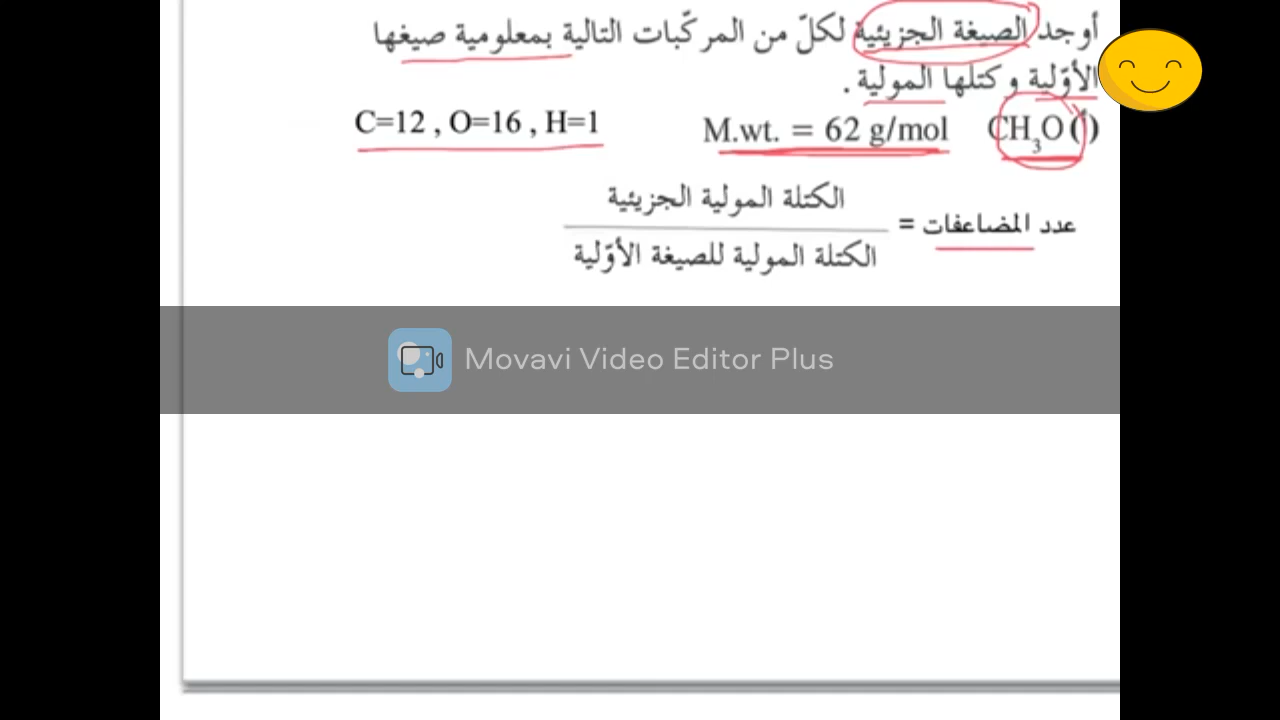 أوجد الصيغة الجزيئية لكلّ من المركّبات التالية بمعلومية صيغها
الأوّلية و كتلها المولية .
(أ) CH₃O M.wt. = 62 g/mol C=12 , O=16 , H=1
عدد المضاعفات =
الكتلة المولية الجزيئية
الكتلة المولية للصيغة الأوّلية
Movavi Video Editor Plus